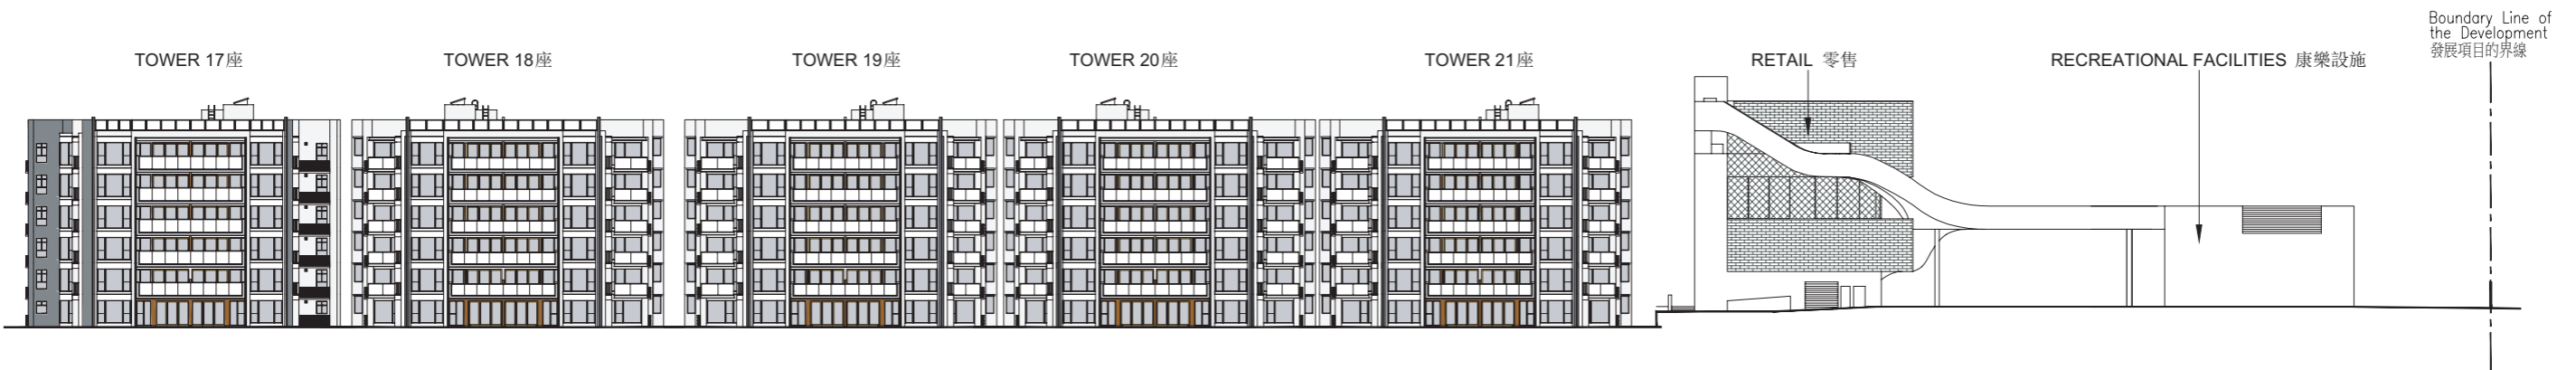 Boundary Line of
the Development
發展項目的界線
TOWER 17座
TOWER 18座
TOWER 19座
TOWER 20座
TOWER 21座
RETAIL 零售
RECREATIONAL FACILITIES 康樂設施